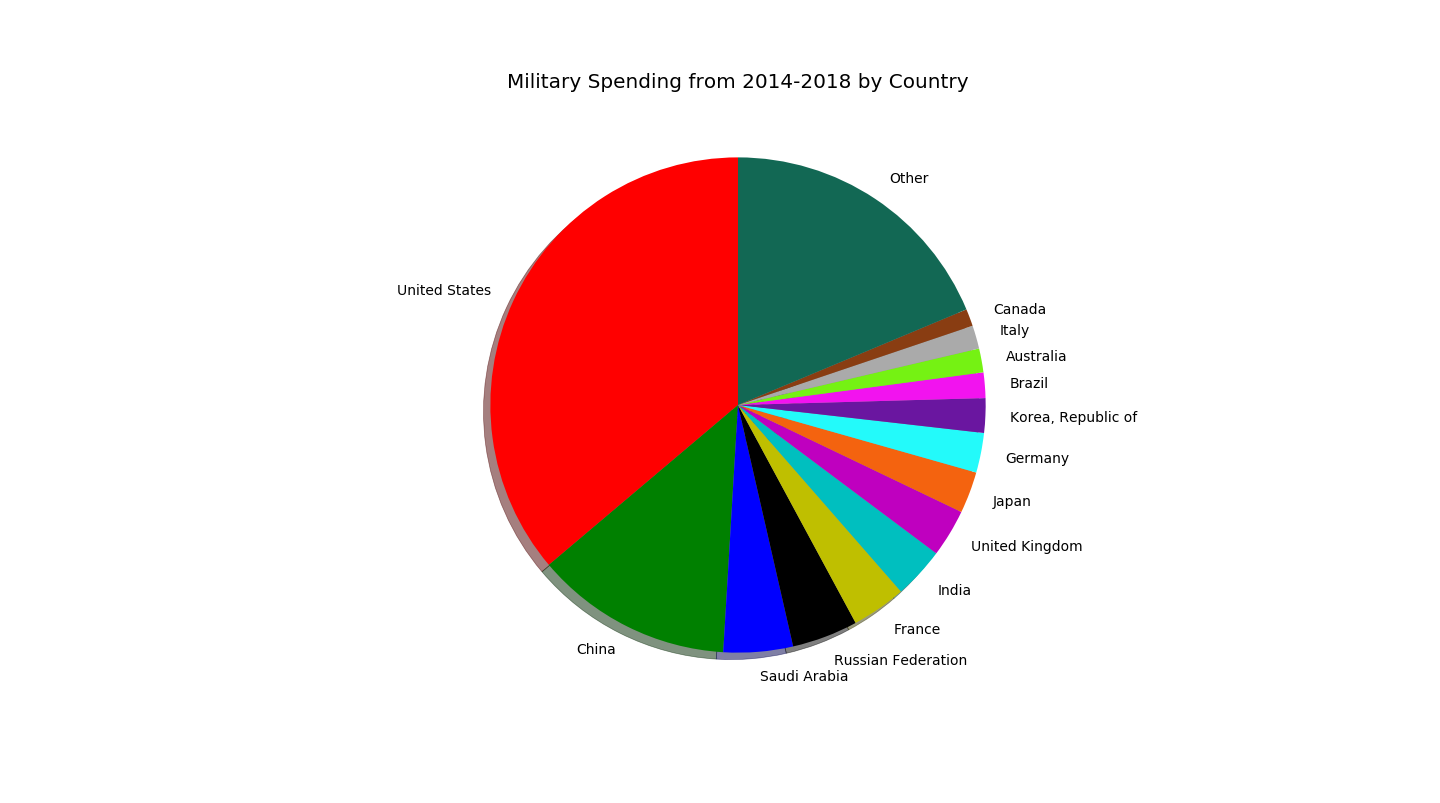 Military Spending from 2014-2018 by Country
Other
United States
Canada
Italy
Australia
Brazil
Korea, Republic of
Germany
Japan
United Kingdom
India
France
China
Russian Federation
Saudi Arabia